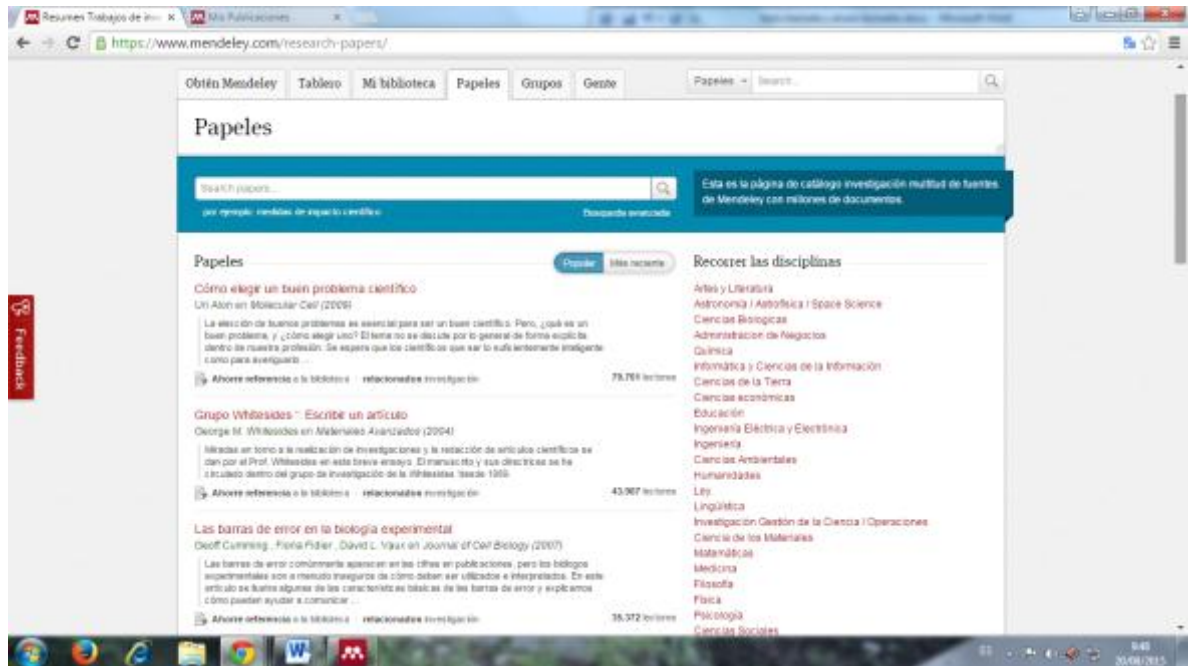 Resumen Trabajos de inv
Mis Publicaciones
https://www.mendeley.com/research-papers/
Obtén Mendeley
Tablero
Mi biblioteca
Papeles
Grupos
Gente
Papeles
Search...
Papeles
Search papers...
Esta es la página de catálogo investigación multitud de fuentes
de Mendeley con millones de documentos.
por ejemplo: medidas de impacto científico
Búsqueda avanzada
Papeles
Popular
Más reciente
Recorrer las disciplinas
Cómo elegir un buen problema científico
Uri Alon en Molecular Cell (2009)
La elección de buenos problemas es esencial para ser un buen científico. Pero, ¿qué es un
buen problema, y ¿cómo elegir uno? El tema no se discute por lo general de forma explícita
dentro de nuestra profesión. Se espera que los científicos que ser lo suficientemente inteligente
como para averiguarlo ...
Ahorre referencia a la biblioteca · relacionados investigación
lectores
Grupo Whitesides ": Escribir un artículo
George M. Whitesides en Materiales Avanzados (2004)
Miradas en torno a la realización de investigaciones y la redacción de artículos científicos se
dan por el Prof. Whitesides en este breve ensayo. El manuscrito y sus directrices se ha
circulado dentro del grupo de investigación de la Whitesides
Ahorre referencia a la biblioteca · relacionados investigación
lectores
Las barras de error en la biología experimental
Geoff Cumming , Fiona Fidler , David L. Vaux en Journal of Cell Biology (2007)
Las barras de error comúnmente aparecen en las cifras en publicaciones, pero los biólogos
experimentales son a menudo inseguros de cómo deben ser utilizados e interpretados. En este
artículo se ilustra algunas de las características básicas de las barras de error y explicamos
cómo pueden ayudar a comunicar ...
Ahorre referencia a la biblioteca · relacionados investigación
lectores
Artes y Literatura
Astronomía / Astrofísica / Space Science
Ciencias Biológicas
Administración de Negocios
Química
Informática y Ciencias de la Información
Ciencias de la Tierra
Ciencias económicas
Educación
Ingeniería Eléctrica y Electrónica
Ingeniería
Ciencias Ambientales
Humanidades
Ley
Lingüística
Investigación Gestión de la Ciencia / Operaciones
Ciencia de los Materiales
Matemáticas
Medicina
Filosofía
Física
Psicología
Ciencias Sociales
Feedback
20/08/2015